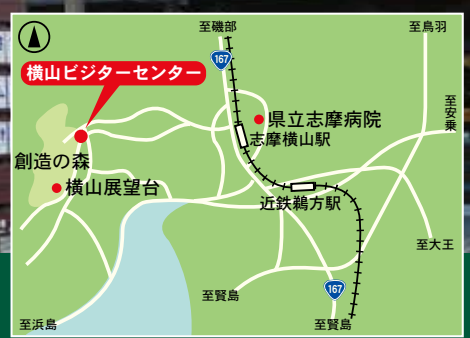 至磯部
至鳥羽
167
横山ビジターセンター
至安乗
県立志摩病院
志摩横山駅
創造の森
横山展望台
近鉄鵜方駅
至大王
167
至賢島
至浜島
至賢島